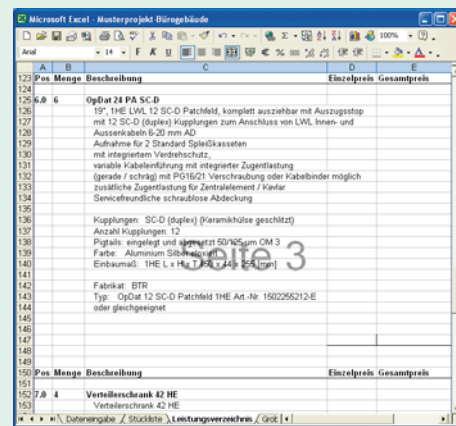 Microsoft Excel - Musterprojekt Bürogebäude
100%
Arial 14 F K U
A B C D E
123 Pos Menge Beschreibung Einzelpreis Gesamtpreis
124
125 6.0 6 OpDat 24 PA SC-D
126 19", 1HE LWL 12 SC-D Patchfeld, komplett ausziehbar mit Auszugsstop
127 mit 12 SC-D (duplex) Kupplungen zum Anschluss von LWL Innen- und
128 Aussenkabeln 6-20 mm AD
129 Aufnahme für 2 Standard Spleißkasseten
130 mit integriertem Verdrehschutz,
131 variable Kabeleinführung mit integrierter Zugentlastung
132 (gerade / schräg) mit PG16/21 Verschraubung oder Kabelbinder möglich
133 zusätliche Zugentlastung für Zentralelement / Kevlar
134 Servicefreundliche schraublose Abdeckung
135
136 Kupplungen: SC-D (duplex) (Keramikhülse geschlitzt)
137 Anzahl Kupplungen: 12
138 Pigtails: eingelegt und abgesetzt 50/125 um OM 3
139 Farbe: Aluminium Silber eloxiert
140 Einbaumaß: 1HE L x H x T 450 x 44 x 255 [mm]
Seite 3
141
142 Fabrikat: BTR
143 Typ: OpDat 12 SC-D Patchfeld 1HE Art.-Nr. 1502255212-E
144 oder gleichgeeignet
145
146
147
148
149
150 Pos Menge Beschreibung Einzelpreis Gesamtpreis
151
152 7.0 4 Verteilerschrank 42 HE
153 Verteilerschrank 42 HE
Dateneingabe / Stückliste / Leistungsverzeichnis / Grob